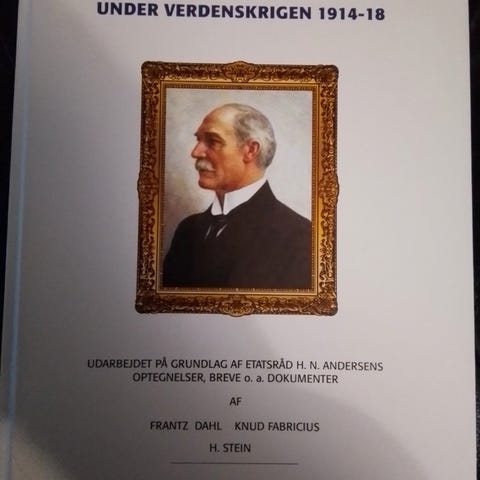 UNDER VERDENSKRIGEN 1914-18
UDARBEJDET PÅ GRUNDLAG AF ETATSRÅD H. N. ANDERSENS
OPTEGNELSER, BREVE o. a. DOKUMENTER
AF
FRANTZ DAHL KNUD FABRICIUS
H. STEIN